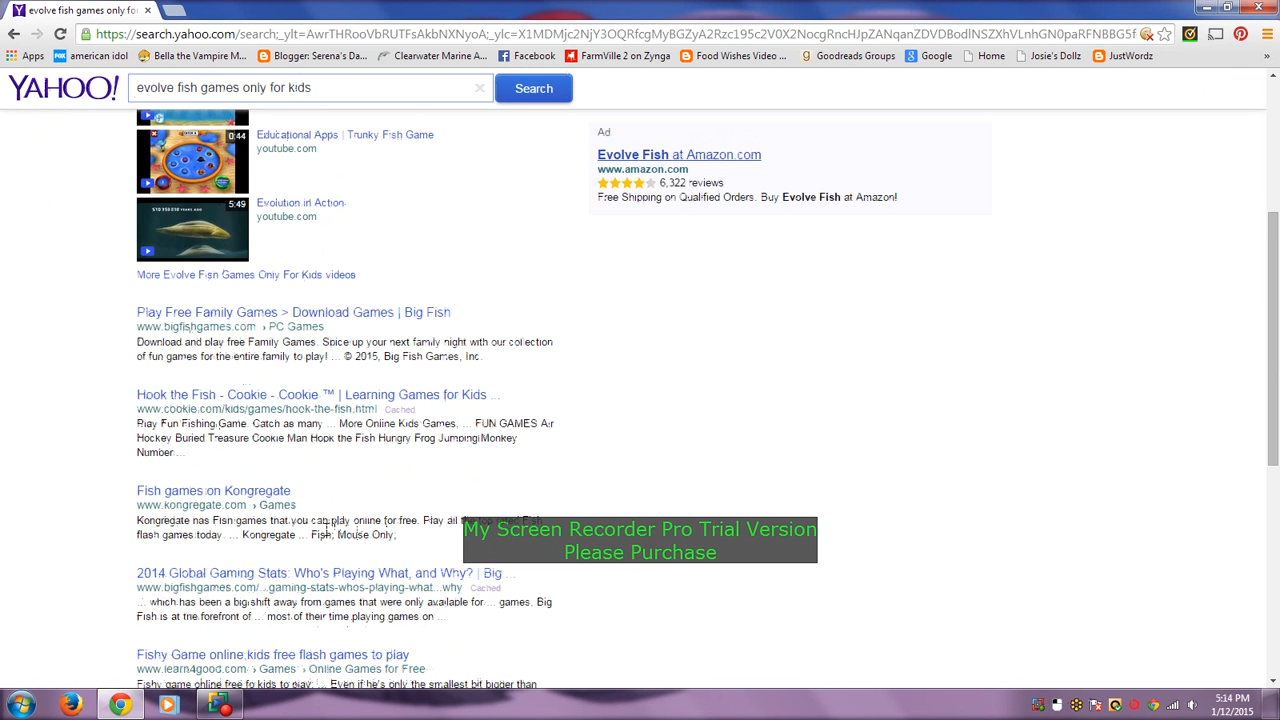 evolve fish games only for
https://search.yahoo.com/search;_ylt=
Apps american idol Bella the Vampire M... Blogger: Serena's Da... Clearwater Marine A... Facebook FarmVille 2 on Zynga Food Wishes Video ... Goodreads Groups Google Home Josie's Dollz JustWordz
YAHOO! evolve fish games only for kids Search
Ad
0:44 Educational Apps | Trunky Fish Game
youtube.com
Evolve Fish at Amazon.com
www.amazon.com
6,322 reviews
Free Shipping on Qualified Orders. Buy Evolve Fish at Amazon!
5:49 Evolution in Action
youtube.com
More Evolve Fish Games Only For Kids videos
Play Free Family Games > Download Games | Big Fish
www.bigfishgames.com › PC Games
Download and play free Family Games. Spice up your next family night with our collection
of fun games for the entire family to play! ... © 2015, Big Fish Games, Inc.
Hook the Fish - Cookie - Cookie ™ | Learning Games for Kids ...
www.cookie.com/kids/games/hook-the-fish.html Cached
Play Fun Fishing Game. Catch as many ... More Online Kids Games, ... FUN GAMES Air
Hockey Buried Treasure Cookie Man Hook the Fish Hungry Frog Jumping Monkey
Number ...
Fish games on Kongregate
www.kongregate.com › Games
Kongregate has Fish games that you can play online for free. Play all
flash games today. ... Kongregate ... Fish; Mouse Only;
My Screen Recorder Pro Trial Version
Please Purchase
2014 Global Gaming Stats: Who's Playing What, and Why? | Big ...
www.bigfishgames.com/...gaming-stats-whos-playing-what...why Cached
... which has been a big shift away from games that were only available for ... games. Big
Fish is at the forefront of ... most of their time playing games on ...
Fishy Game online,kids free flash games to play
www.learn4good.com › Games › Online Games for Free
Fishy game online free fo kids to play. ... Even if he's only the smallest bit bigger than
5:14 PM
1/12/2015